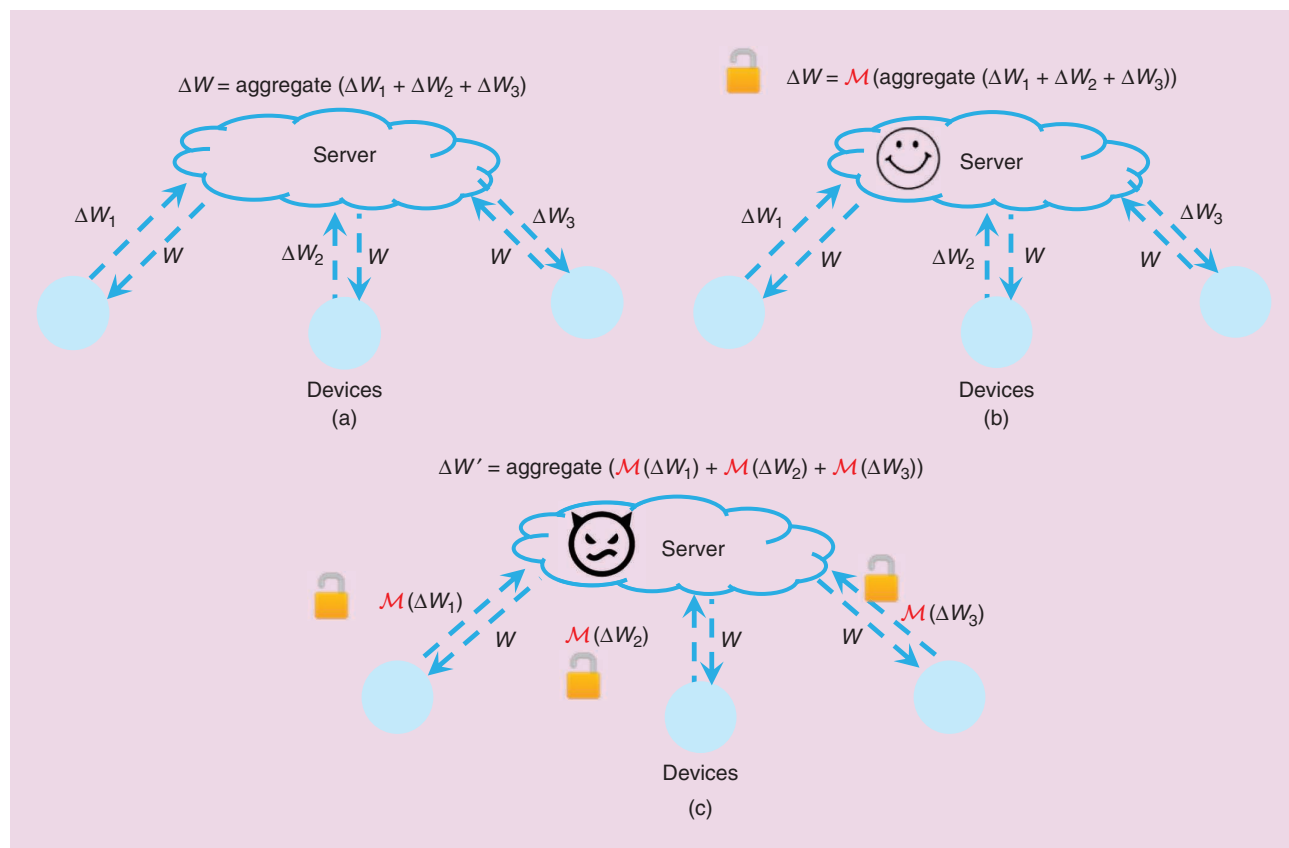 ΔW = aggregate (ΔW₁ + ΔW₂ + ΔW₃)
Server
ΔW₁
W
ΔW₂
W
ΔW₃
W
Devices
(a)
ΔW = ℳ(aggregate (ΔW₁ + ΔW₂ + ΔW₃))
Server
ΔW₁
W
ΔW₂
W
ΔW₃
W
Devices
(b)
ΔW′ = aggregate (ℳ(ΔW₁) + ℳ(ΔW₂) + ℳ(ΔW₃))
Server
ℳ(ΔW₁)
W
ℳ(ΔW₂)
W
ℳ(ΔW₃)
W
Devices
(c)